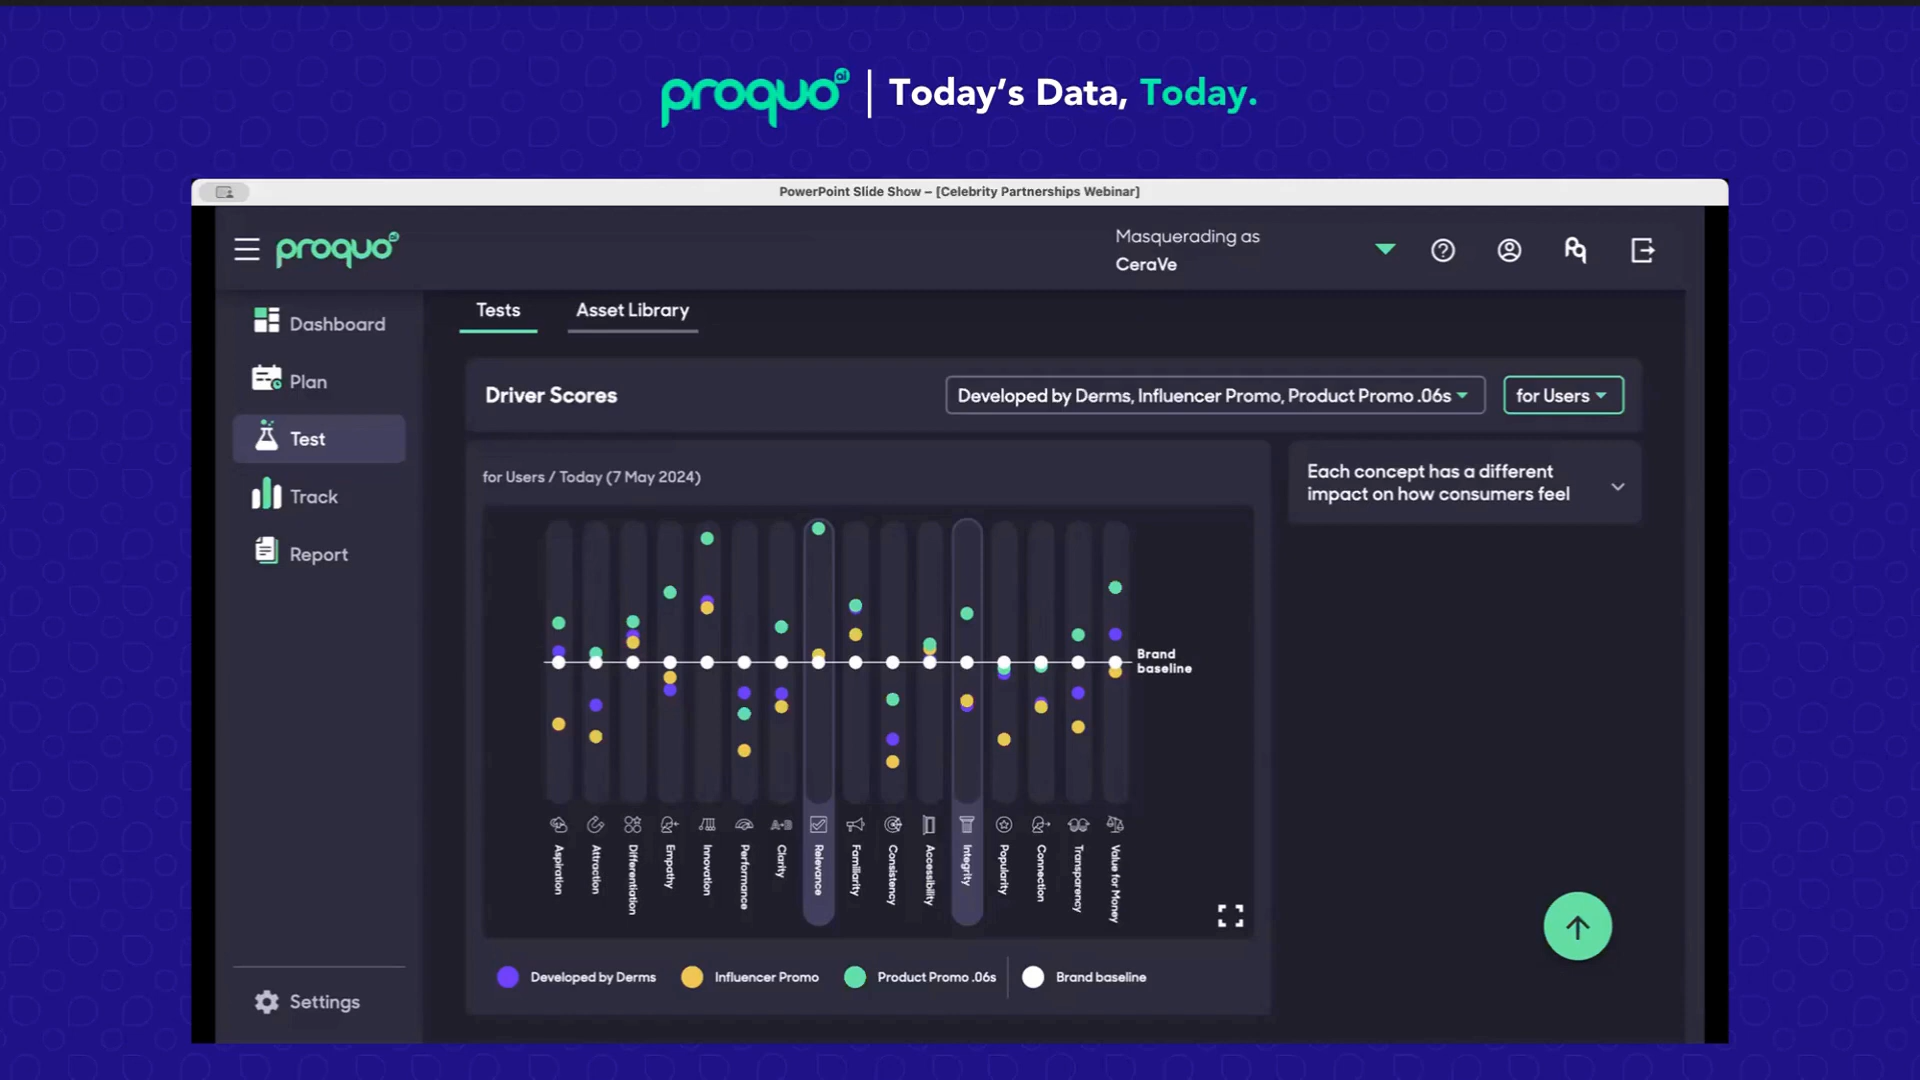 proquo ai | Today's Data, Today.
PowerPoint Slide Show – [Celebrity Partnerships Webinar]
proquo ai
Masquerading as
CeraVe
Dashboard
Plan
Test
Track
Report
Settings
Tests
Asset Library
Driver Scores
Developed by Derms, Influencer Promo, Product Promo .06s
for Users
for Users / Today (7 May 2024)
Each concept has a different
impact on how consumers feel
Brand
baseline
Aspiration
Attraction
Differentiation
Empathy
Innovation
Performance
A-B
Clarity
Relevance
Familiarity
Consistency
Accessibility
Integrity
Popularity
Connection
Transparency
Value for Money
Developed by Derms
Influencer Promo
Product Promo .06s
Brand baseline